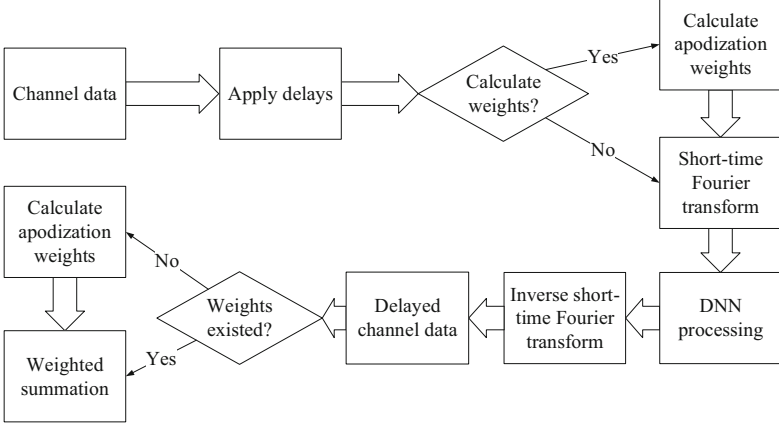 Channel data
Apply delays
Calculate
weights?
Yes
No
Calculate
apodization
weights
Short-time
Fourier
transform
DNN
processing
Inverse short-
time Fourier
transform
Delayed
channel data
Weights
existed?
No
Yes
Calculate
apodization
weights
Weighted
summation